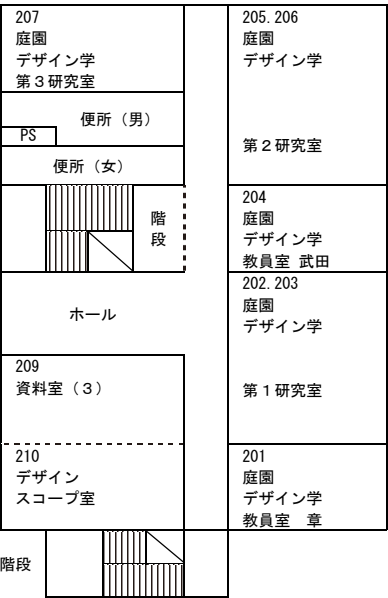 207
庭園
デザイン学
第３研究室
便所（男）
PS
便所（女）
階
段
ホール
209
資料室（３）
210
デザイン
スコープ室
階段
205.206
庭園
デザイン学
第２研究室
204
庭園
デザイン学
教員室 武田
202.203
庭園
デザイン学
第１研究室
201
庭園
デザイン学
教員室　章